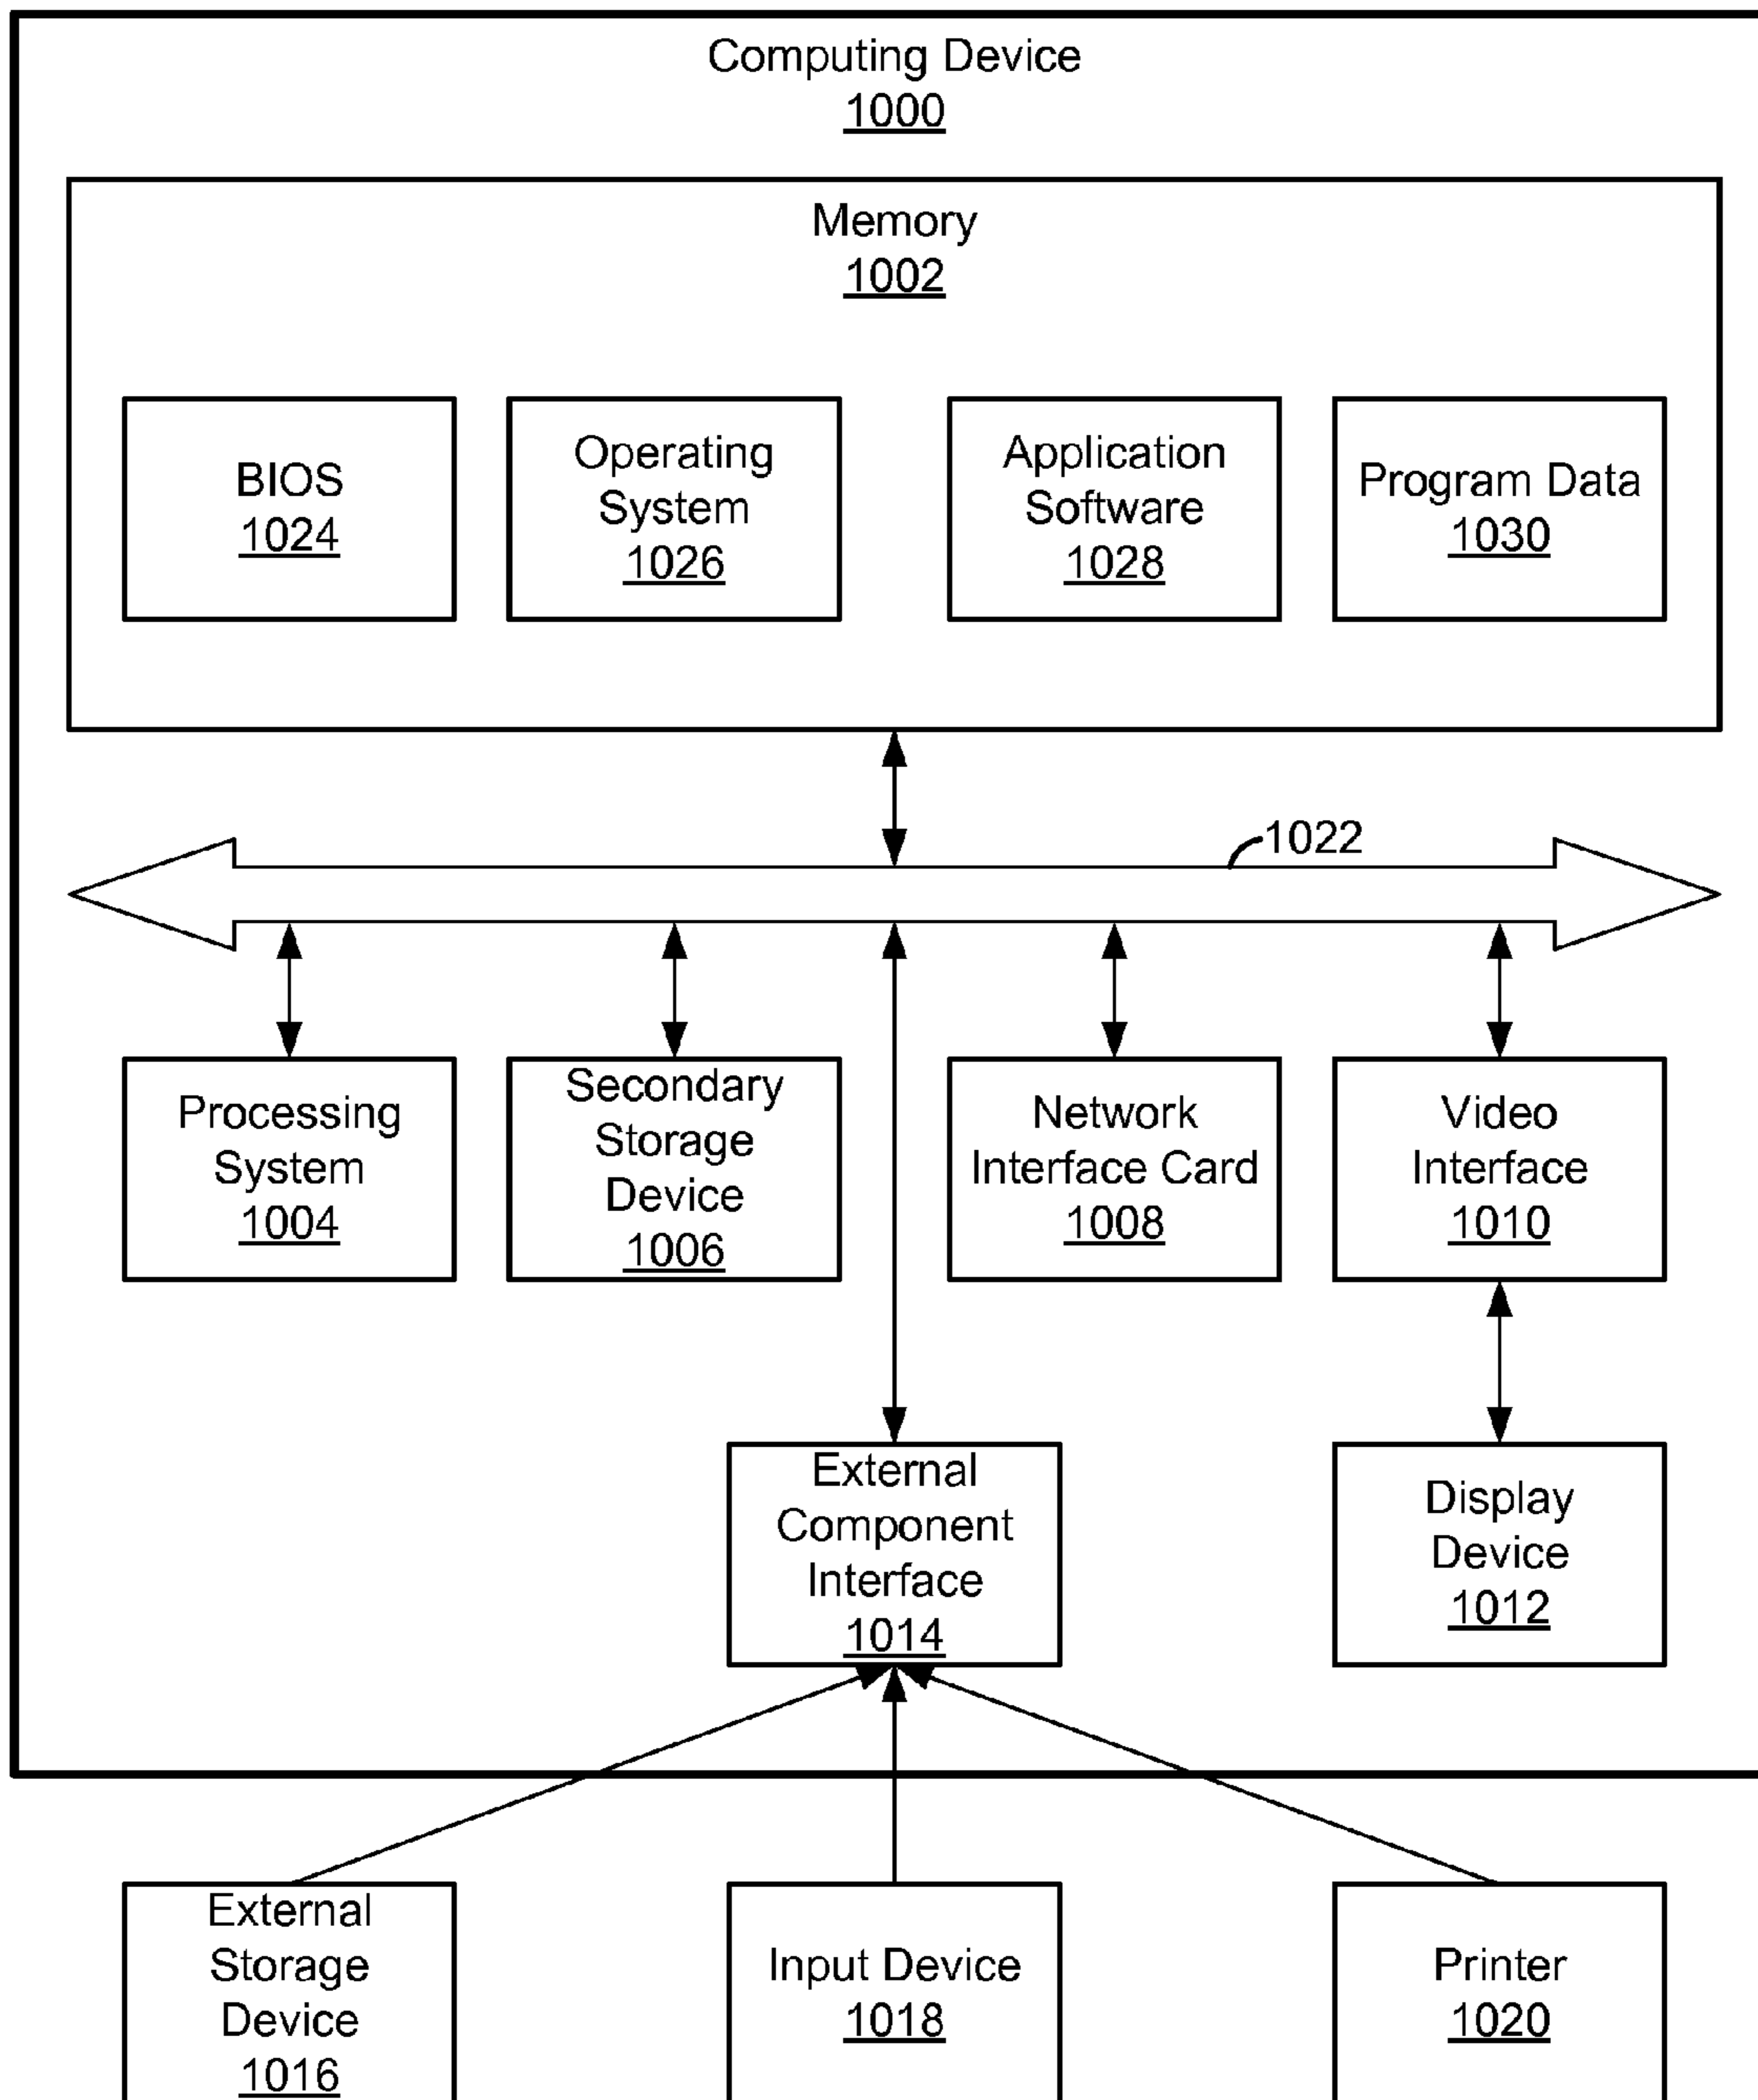 Computing Device
1000
Memory
1002
BIOS
1024
Operating
System
1026
Application
Software
1028
Program Data
1030
1022
Processing
System
1004
Secondary
Storage
Device
1006
Network
Interface Card
1008
Video
Interface
1010
External
Component
Interface
1014
Display
Device
1012
External
Storage
Device
1016
Input Device
1018
Printer
1020